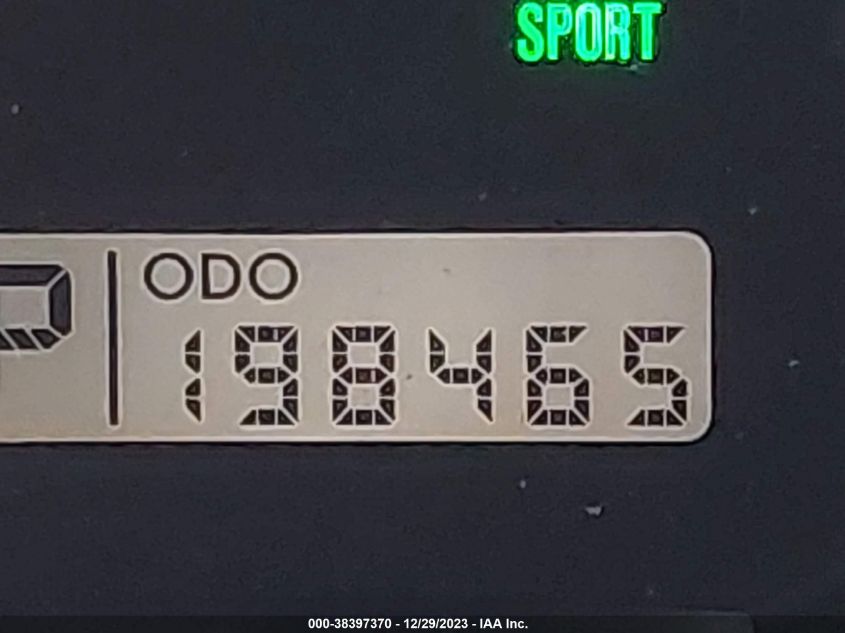 SPORT
P ODO
198465
000-38397370 - 12/29/2023 - IAA Inc.